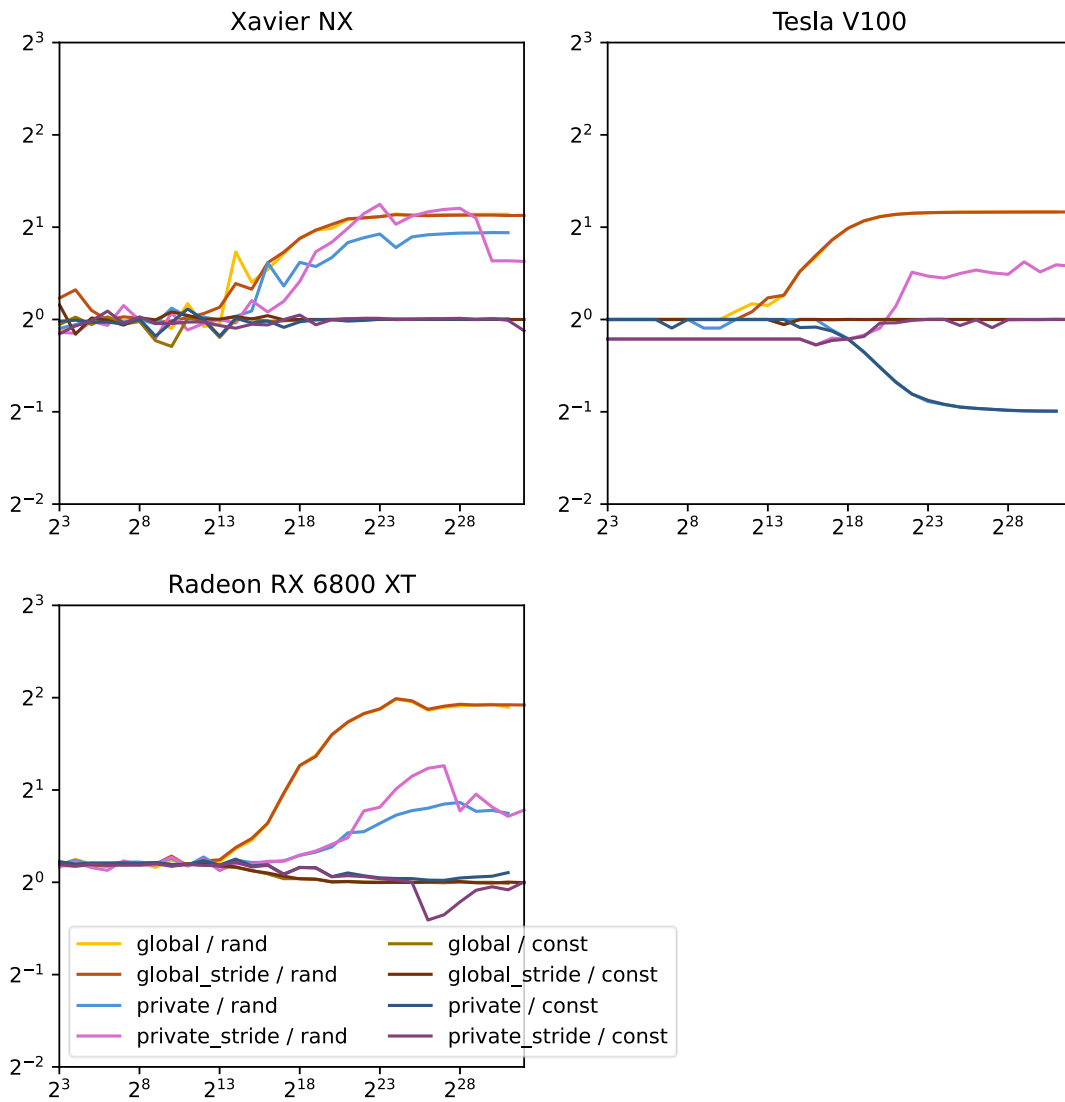 Xavier NX
2^3
2^2
2^1
2^0
2^−1
2^−2
2^3 2^8 2^13 2^18 2^23 2^28
Tesla V100
2^3
2^2
2^1
2^0
2^−1
2^−2
2^3 2^8 2^13 2^18 2^23 2^28
Radeon RX 6800 XT
2^3
2^2
2^1
2^0
2^−1
2^−2
2^3 2^8 2^13 2^18 2^23 2^28
global / rand
global_stride / rand
private / rand
private_stride / rand
global / const
global_stride / const
private / const
private_stride / const